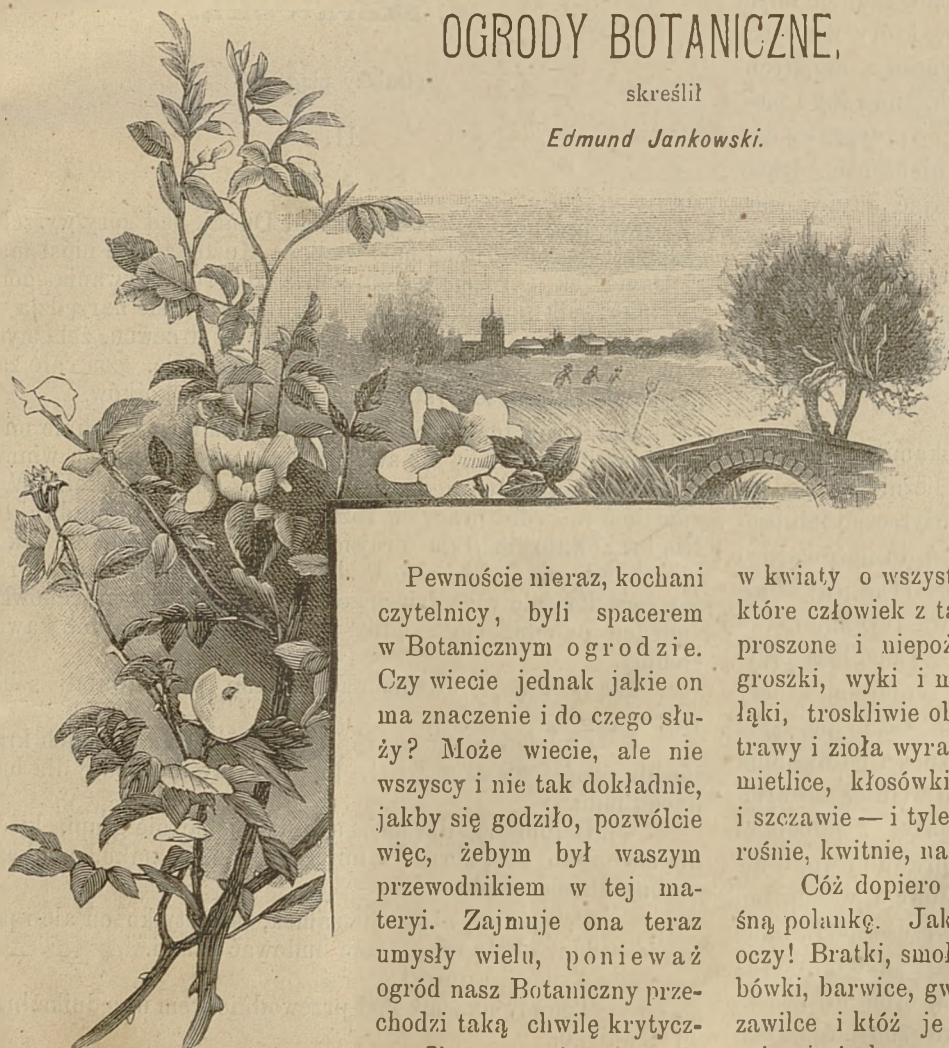 OGRODY BOTANICZNE,
skreślił
Edmund Jankowski.
Pewnoście nieraz, kochani
czytelnicy, byli spacerem
w Botanicznym ogrodzie.
Czy wiecie jednak jakie on
ma znaczenie i do czego słu-
ży? Może wiecie, ale nie
wszyscy i nie tak dokładnie,
jakby się godziło, pozwólcie
więc, żebym był waszym
przewodnikiem w tej ma-
teryi. Zajmuje ona teraz
umysły wielu, ponieważ
ogród nasz Botaniczny prze-
chodzi taką chwilę krytycz-
w kwiaty o wszyst
które człowiek z ta
proszone i niepoż
groszki, wyki i n
łąki, troskliwie ol
trawy i zioła wyra
mietlice, kłosówki
i szczawie — i tyle
rośnie, kwitnie, na
Cóż dopiero
śną polankę. Jak
oczy! Bratki, smoł
bówki, barwice, gw
zawilce i któż je